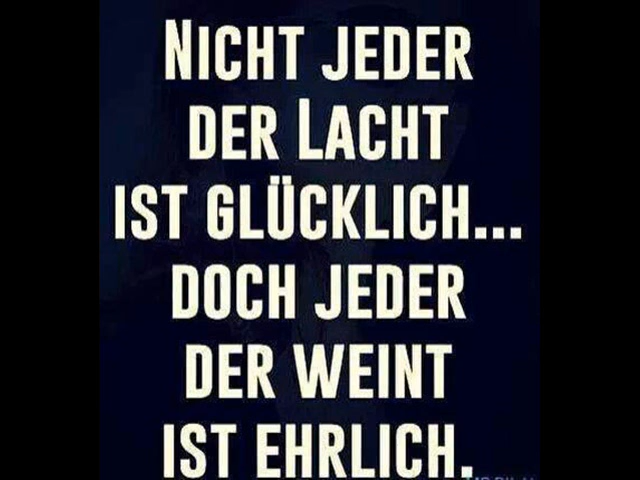 NICHT JEDER
DER LACHT
IST GLÜCKLICH...
DOCH JEDER
DER WEINT
IST EHRLICH.